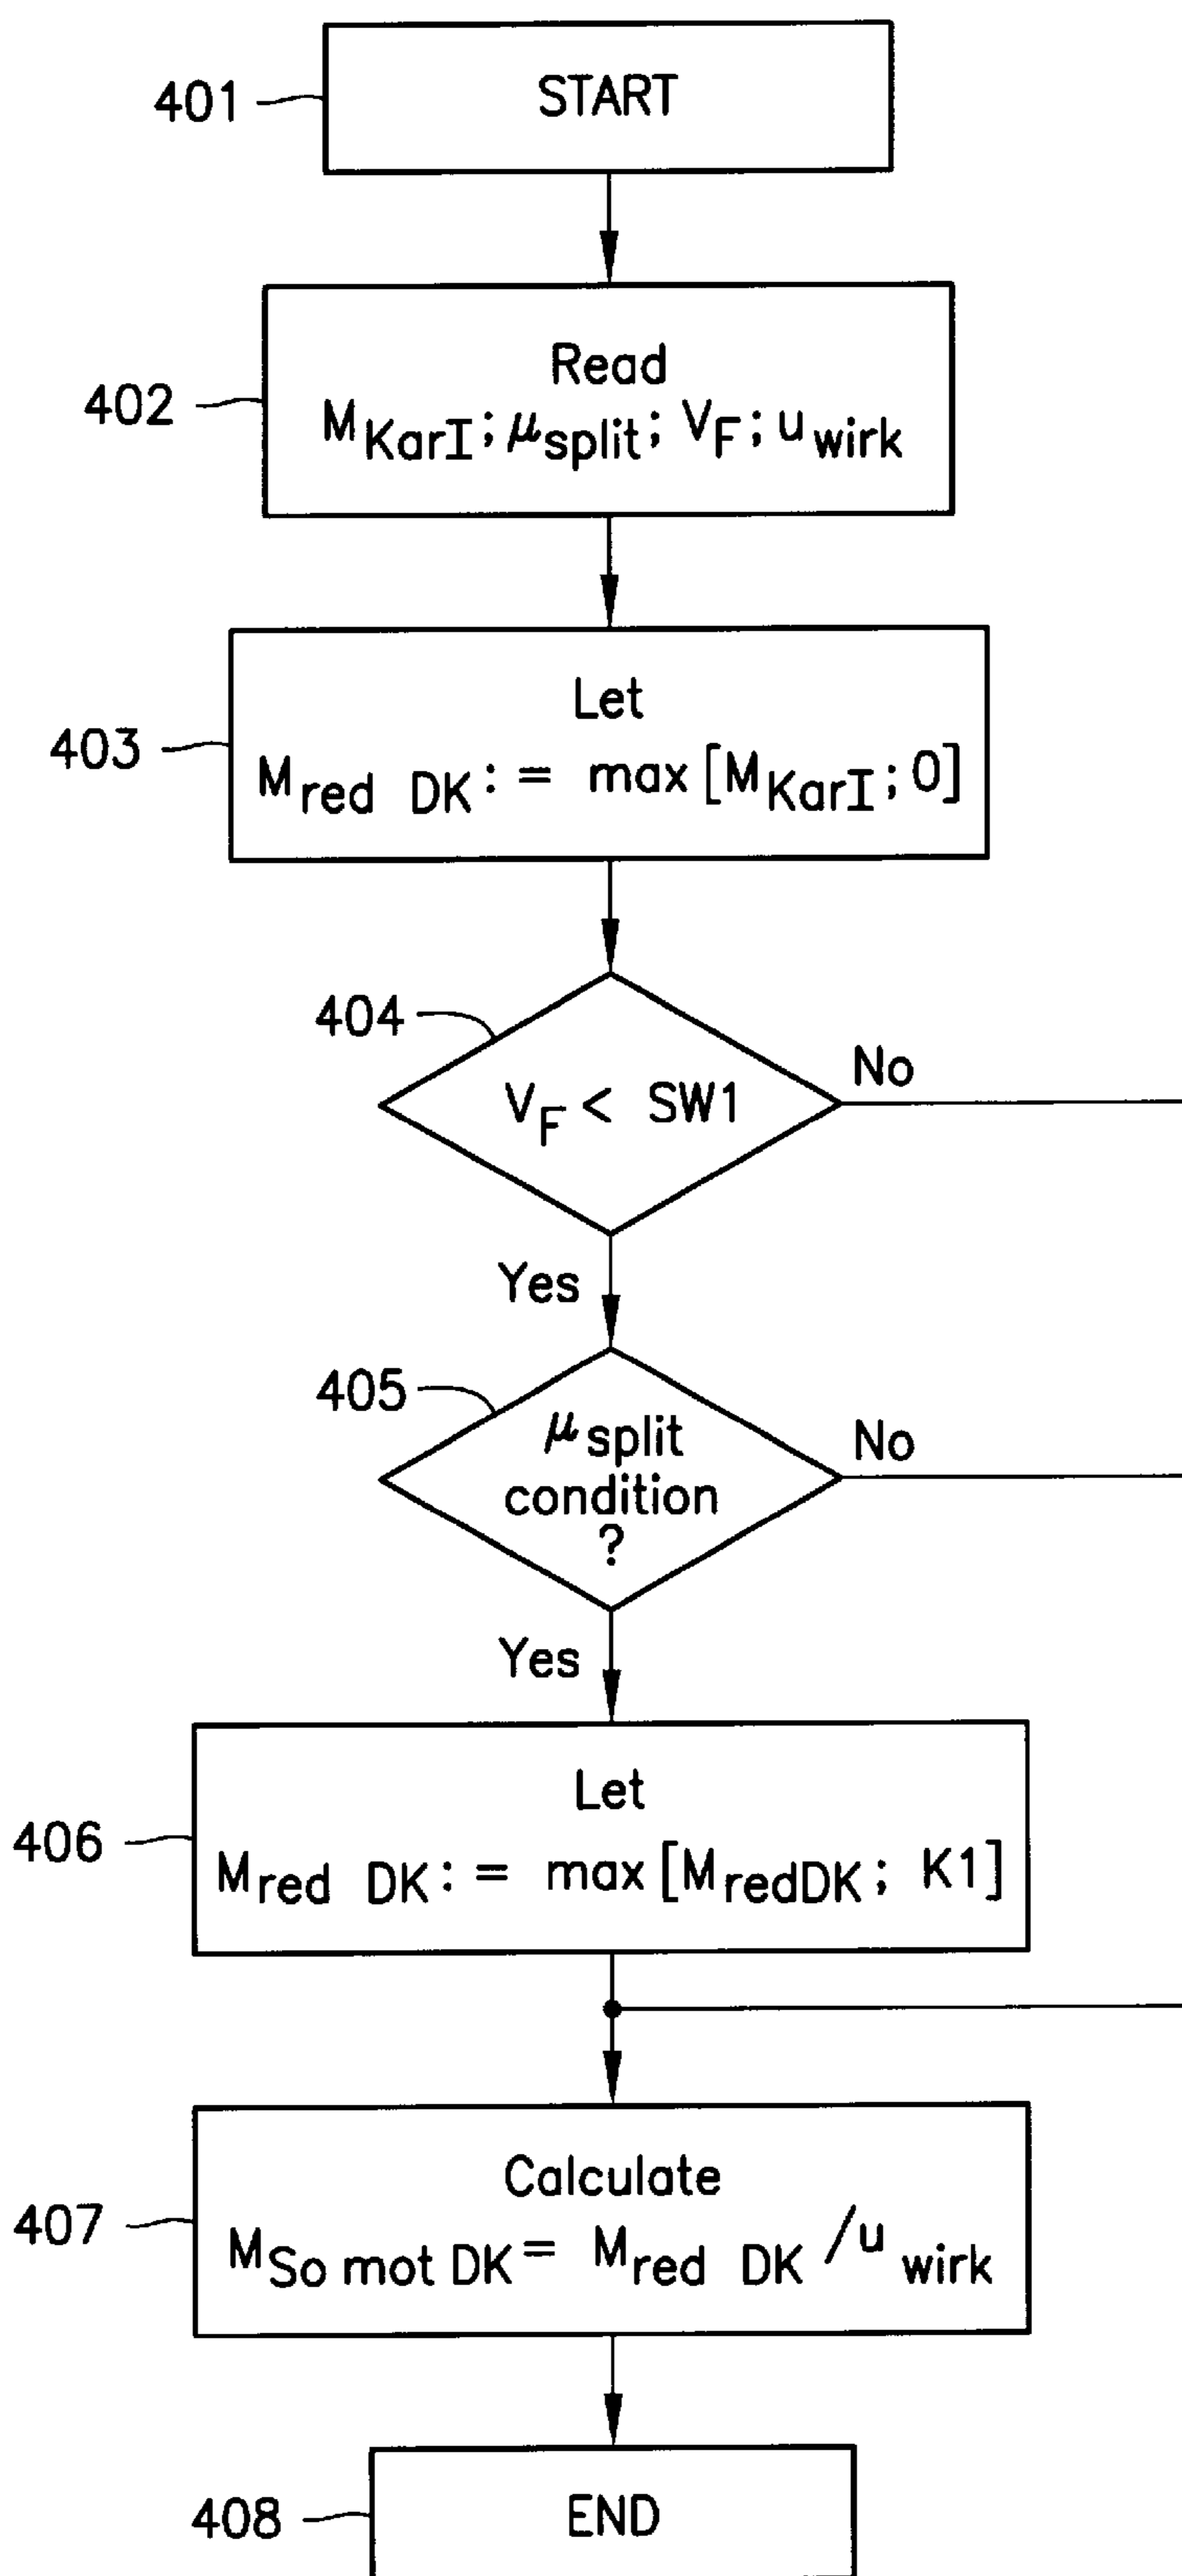 401
START
402
Read
M_KarI; μ_split; V_F; u_wirk
403
Let
M_red DK := max [M_KarI; 0]
404
V_F < SW1
No
Yes
405
μ_split
condition
?
No
Yes
406
Let
M_red DK := max [M_redDK; K1]
407
Calculate
M_So mot DK = M_red DK / u_wirk
408
END